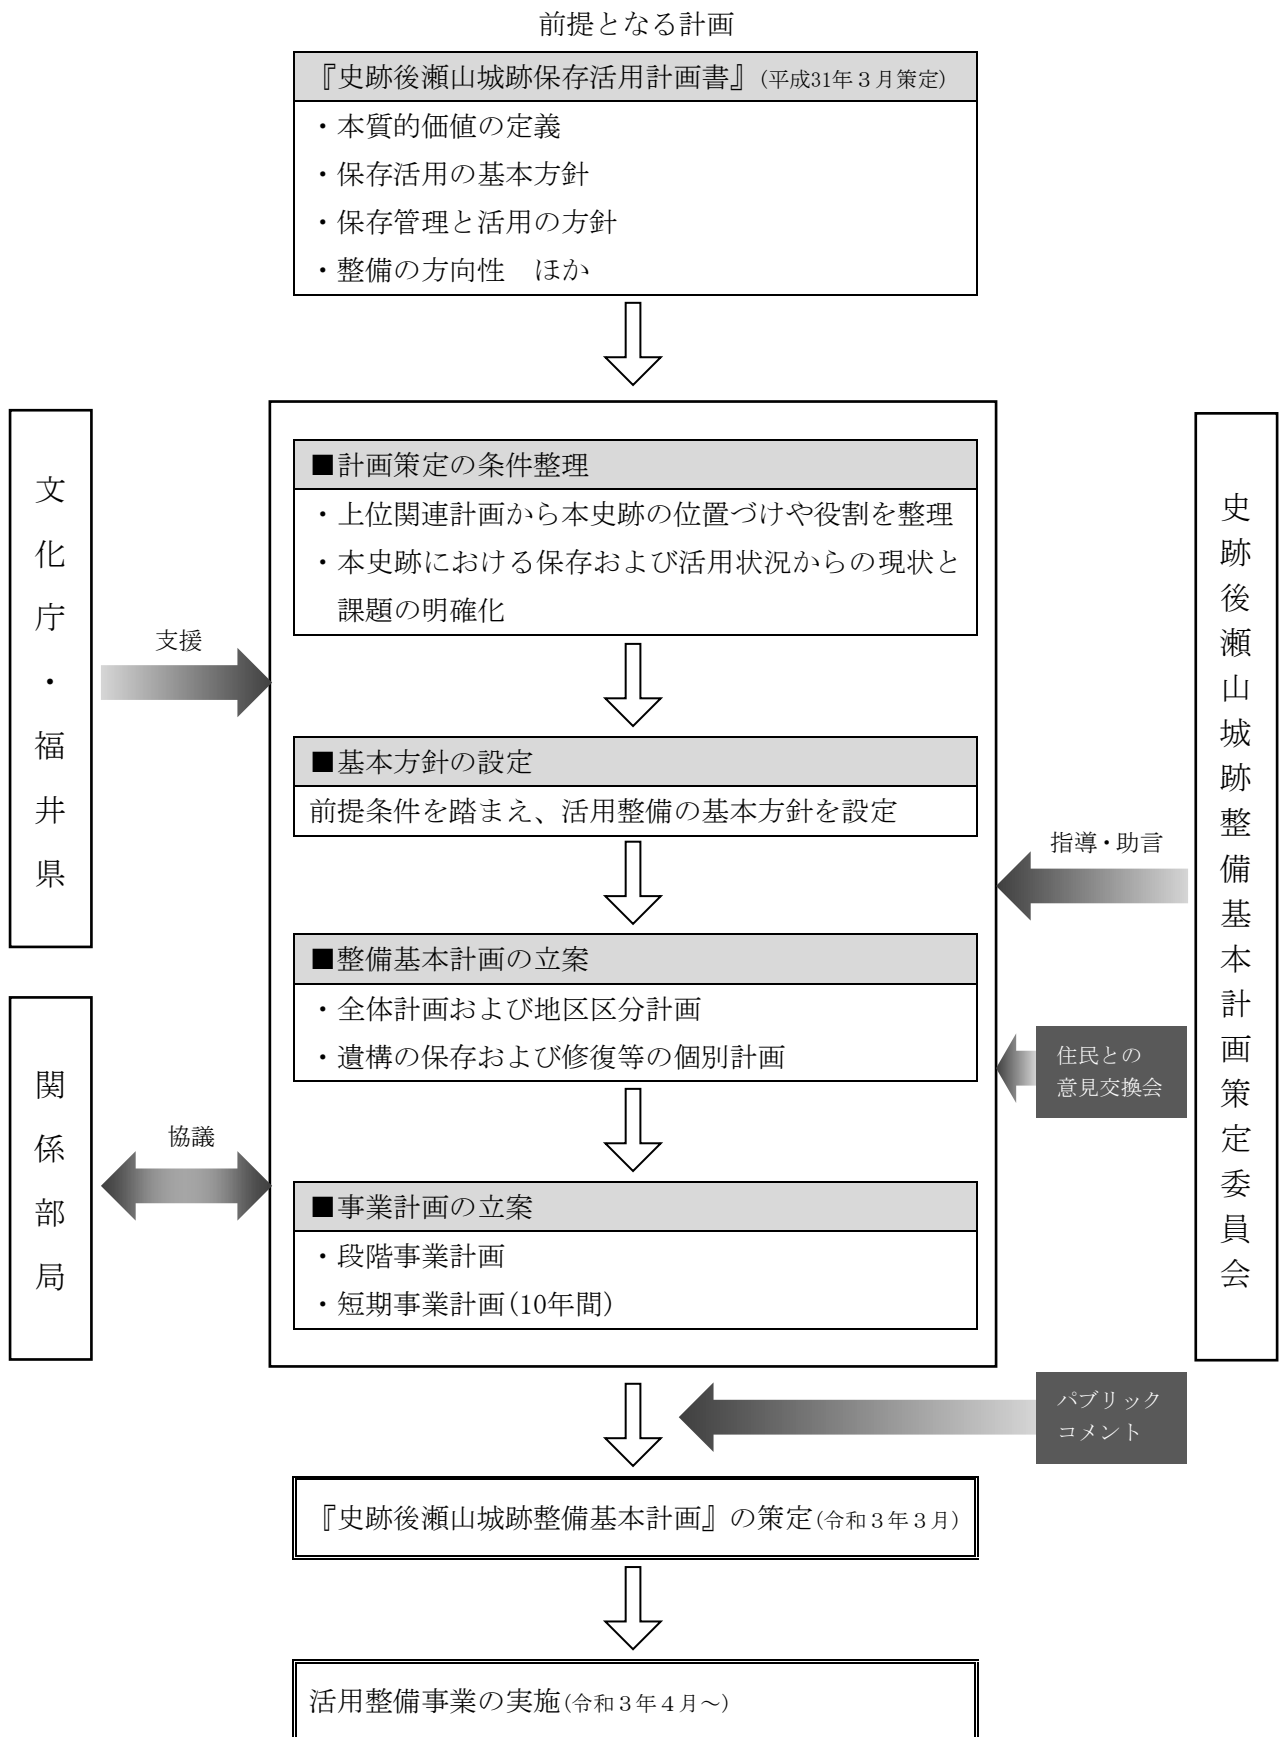 前提となる計画
『史跡後瀬山城跡保存活用計画書』(平成31年３月策定)
・本質的価値の定義
・保存活用の基本方針
・保存管理と活用の方針
・整備の方向性　ほか
文化庁・福井県
支援
関係部局
協議
■計画策定の条件整理
・上位関連計画から本史跡の位置づけや役割を整理
・本史跡における保存および活用状況からの現状と
課題の明確化
■基本方針の設定
前提条件を踏まえ、活用整備の基本方針を設定
■整備基本計画の立案
・全体計画および地区区分計画
・遺構の保存および修復等の個別計画
■事業計画の立案
・段階事業計画
・短期事業計画(10年間)
史跡後瀬山城跡整備基本計画策定委員会
指導・助言
住民との
意見交換会
パブリック
コメント
『史跡後瀬山城跡整備基本計画』の策定(令和３年３月)
活用整備事業の実施(令和３年４月～)